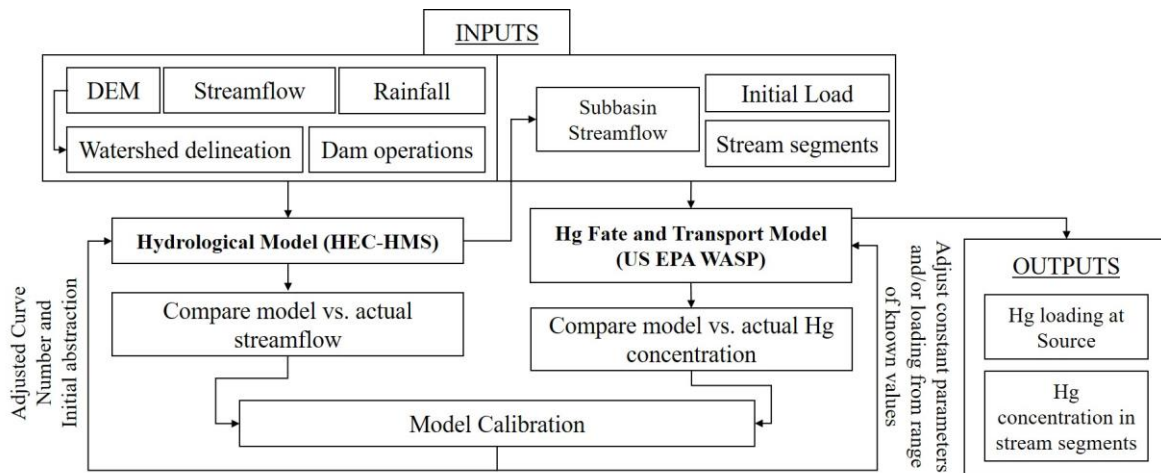 INPUTS
DEM
Streamflow
Rainfall
Watershed delineation
Dam operations
Subbasin
Streamflow
Initial Load
Stream segments
Hydrological Model (HEC-HMS)
Hg Fate and Transport Model
(US EPA WASP)
Compare model vs. actual
streamflow
Compare model vs. actual Hg
concentration
Model Calibration
Adjusted Curve
Number and
Initial abstraction
Adjust constant parameters
and/or loading from range
of known values
OUTPUTS
Hg loading at
Source
Hg
concentration in
stream segments